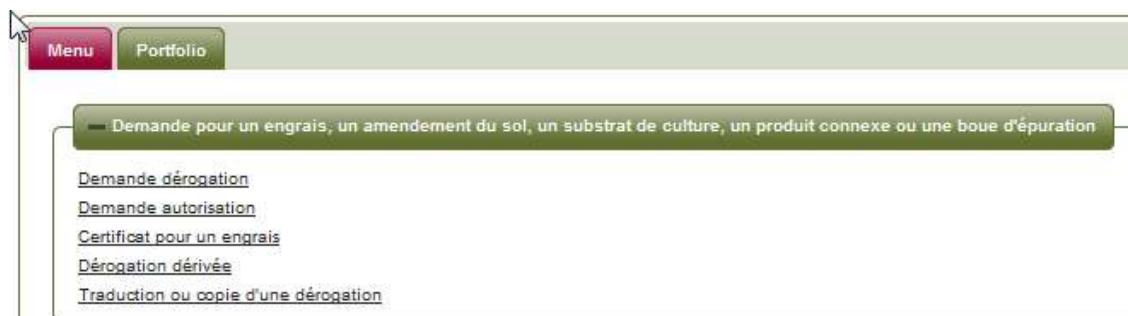 Menu Portfolio
Demande pour un engrais, un amendement du sol, un substrat de culture, un produit connexe ou une boue d'épuration
Demande dérogation
Demande autorisation
Certificat pour un engrais
Dérogation dérivée
Traduction ou copie d'une dérogation